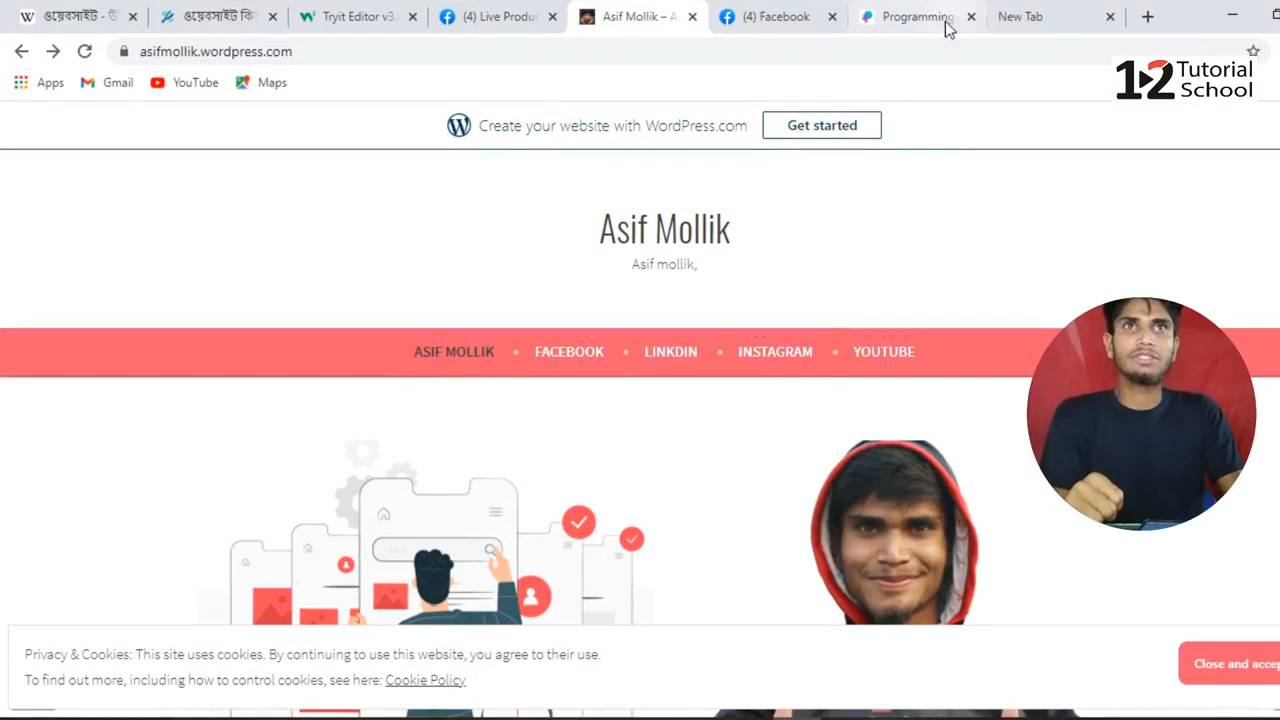 ওয়েবসাইট - উ
ওয়েবসাইট কি
Tryit Editor v3.
(4) Live Produc
Asif Mollik – A
(4) Facebook
Programming
New Tab
asifmollik.wordpress.com
Apps
Gmail
YouTube
Maps
12 Tutorial
School
Create your website with WordPress.com
Get started
Asif Mollik
Asif mollik,
ASIF MOLLIK
FACEBOOK
LINKDIN
INSTAGRAM
YOUTUBE
Privacy & Cookies: This site uses cookies. By continuing to use this website, you agree to their use.
To find out more, including how to control cookies, see here: Cookie Policy
Close and accep